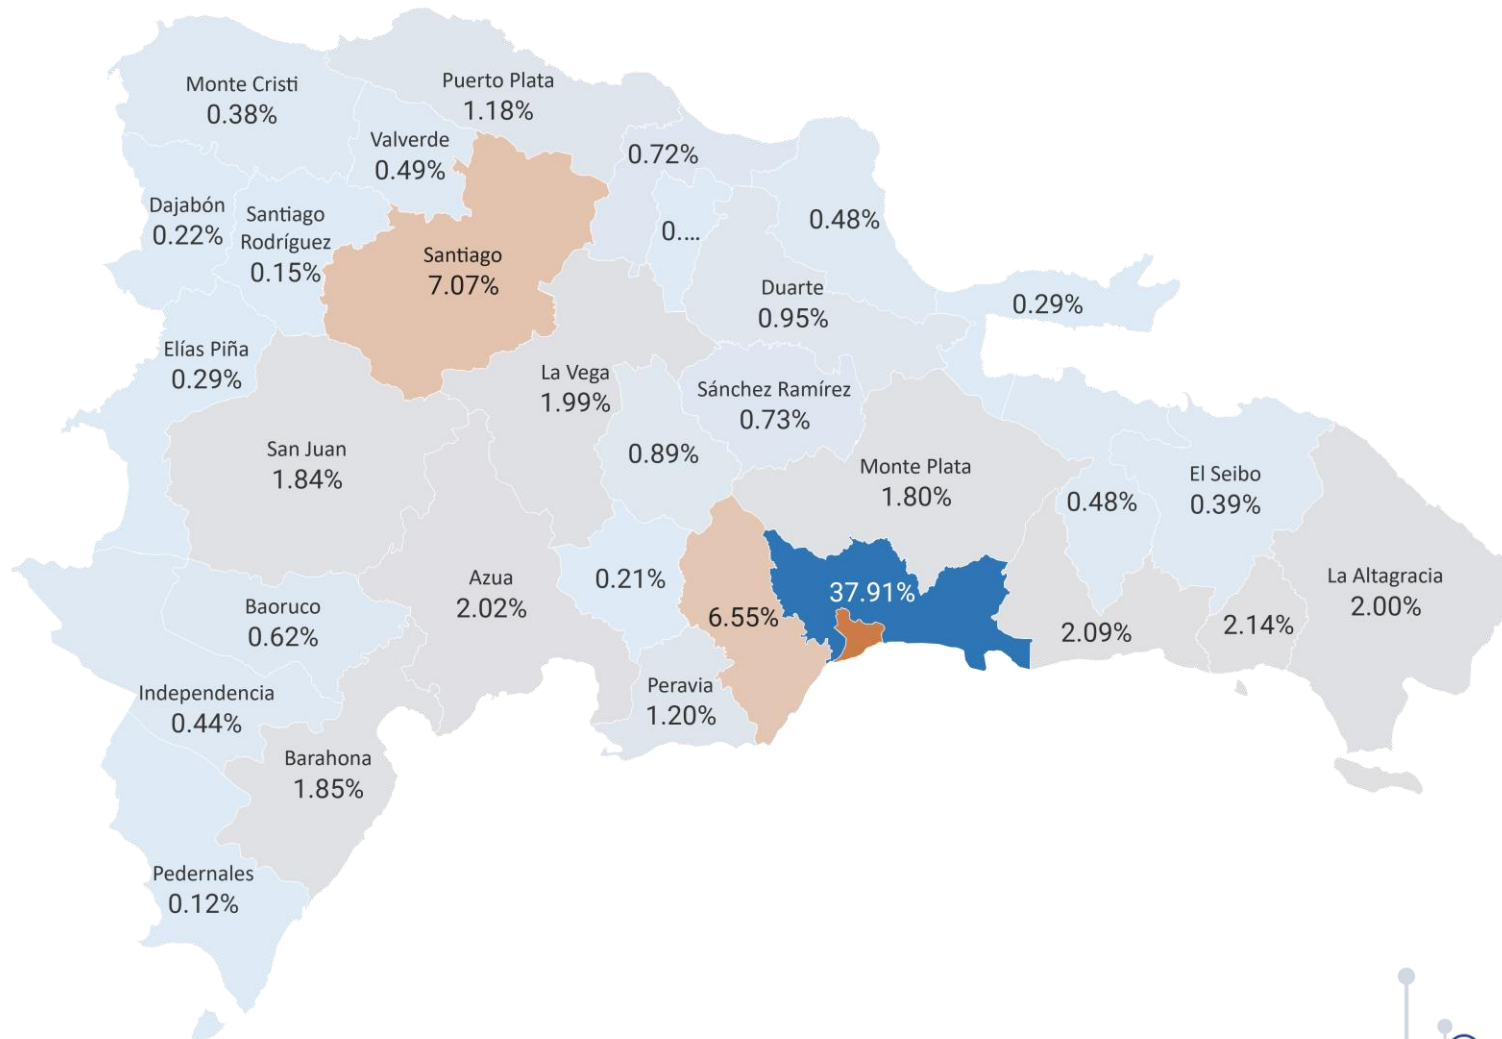 Monte Cristi
0.38%
Puerto Plata
1.18%
Valverde
0.49%
0.72%
Dajabón
0.22%
Santiago
Rodríguez
0.15%
0....
0.48%
Santiago
7.07%
Duarte
0.95%
0.29%
Elías Piña
0.29%
La Vega
1.99%
Sánchez Ramírez
0.73%
San Juan
1.84%
0.89%
Monte Plata
1.80%
0.48%
El Seibo
0.39%
Azua
2.02%
0.21%
37.91%
La Altagracia
2.00%
Baoruco
0.62%
6.55%
2.09%
2.14%
Independencia
0.44%
Peravia
1.20%
Barahona
1.85%
Pedernales
0.12%